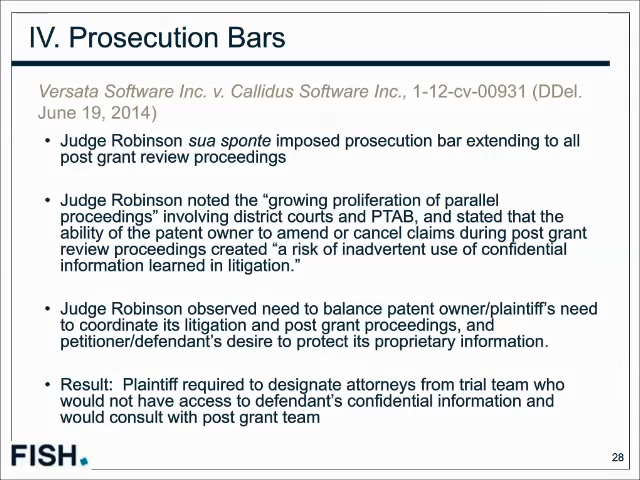 IV. Prosecution Bars
Versata Software Inc. v. Callidus Software Inc., 1-12-cv-00931 (DDel.
June 19, 2014)
• Judge Robinson sua sponte imposed prosecution bar extending to all
post grant review proceedings
• Judge Robinson noted the “growing proliferation of parallel
proceedings” involving district courts and PTAB, and stated that the
ability of the patent owner to amend or cancel claims during post grant
review proceedings created “a risk of inadvertent use of confidential
information learned in litigation.”
• Judge Robinson observed need to balance patent owner/plaintiff’s need
to coordinate its litigation and post grant proceedings, and
petitioner/defendant’s desire to protect its proprietary information.
• Result: Plaintiff required to designate attorneys from trial team who
would not have access to defendant’s confidential information and
would consult with post grant team
FISH.
28